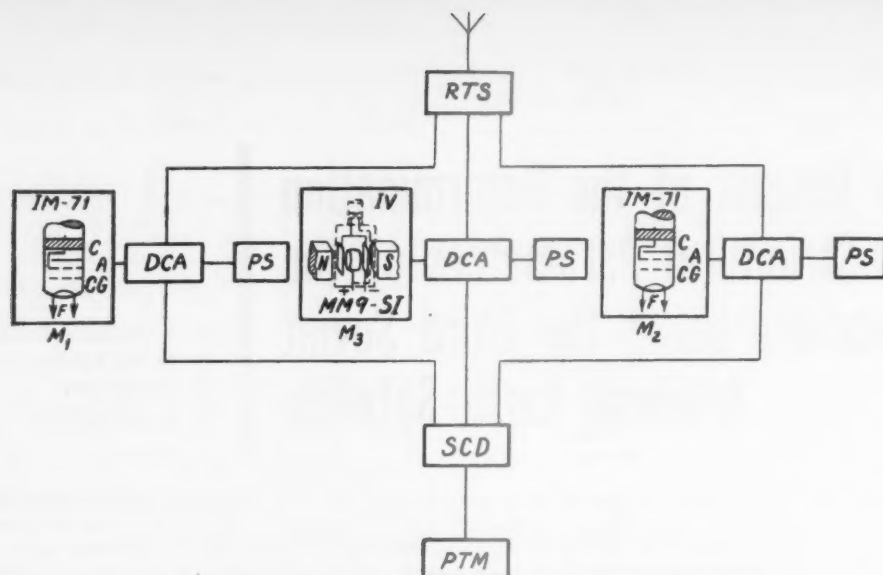 RTS
IM-71
C
A
CG
F
M₁
DCA
PS
IV
N
S
MM9-SI
M₃
DCA
PS
IM-71
C
A
CG
F
M₂
DCA
PS
SCD
PTM